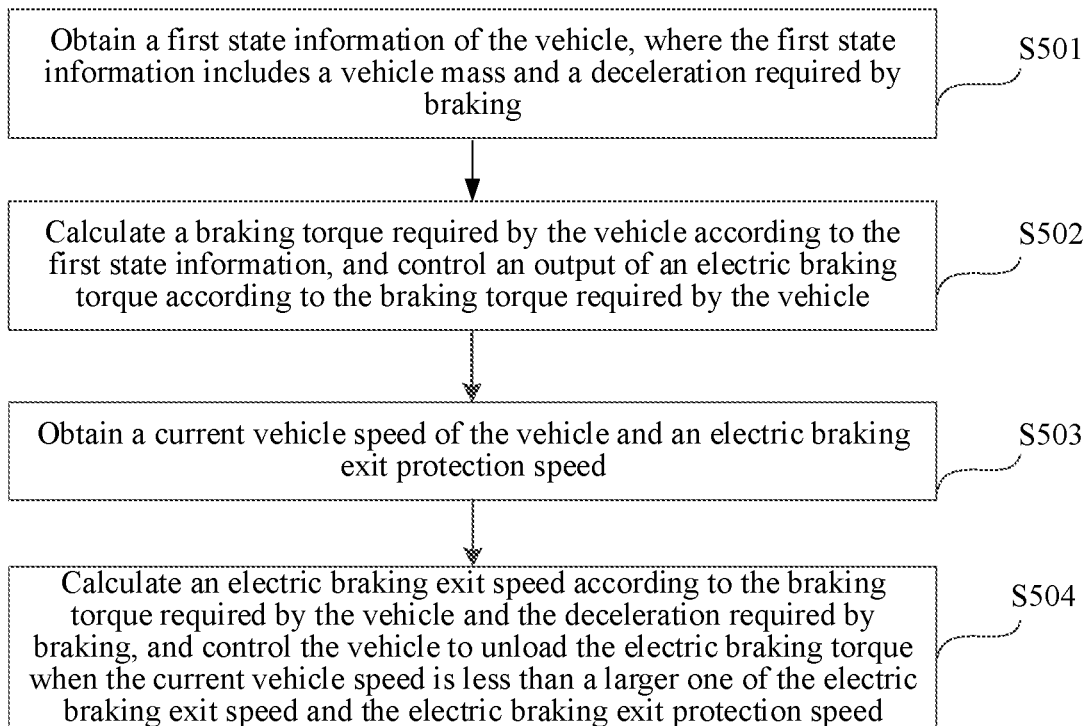 Obtain a first state information of the vehicle, where the first state
information includes a vehicle mass and a deceleration required by
braking
S501
Calculate a braking torque required by the vehicle according to the
first state information, and control an output of an electric braking
torque according to the braking torque required by the vehicle
S502
Obtain a current vehicle speed of the vehicle and an electric braking
exit protection speed
S503
Calculate an electric braking exit speed according to the braking
torque required by the vehicle and the deceleration required by
braking, and control the vehicle to unload the electric braking torque
when the current vehicle speed is less than a larger one of the electric
braking exit speed and the electric braking exit protection speed
S504